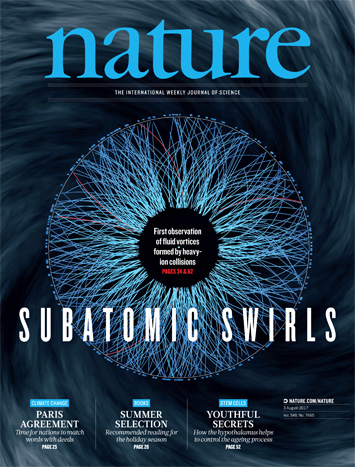 nature
THE INTERNATIONAL WEEKLY JOURNAL OF SCIENCE
First observation
of fluid vortices
formed by heavy-
ion collisions
PAGES 34 & 62
SUBATOMIC SWIRLS
CLIMATE CHANGE
PARIS
AGREEMENT
Time for nations to match
words with deeds
PAGE 25
BOOKS
SUMMER
SELECTION
Recommended reading for
the holiday season
PAGE 28
STEM CELLS
YOUTHFUL
SECRETS
How the hypothalamus helps
to control the ageing process
PAGE 52
NATURE.COM/NATURE
3 August 2017
Vol. 548, No. 7665